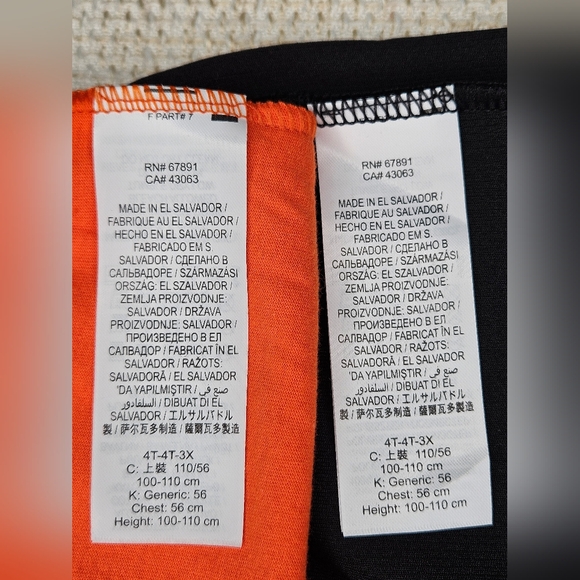 F PART# 7
RN# 67891
CA# 43063
MADE IN EL SALVADOR /
FABRIQUE AU EL SALVADOR /
HECHO EN EL SALVADOR /
FABRICADO EM S.
SALVADOR / СДЕЛАНО В
САЛЬВАДОРЕ / SZÁRMAZÁSI
ORSZÁG: EL SZALVADOR /
ZEMLJA PROIZVODNJE:
SALVADOR / DRŽAVA
PROIZVODNJE: SALVADOR /
ПРОИЗВЕДЕНО В ЕЛ
САЛВАДОР / FABRICAT ÎN EL
SALVADOR / RAŽOTS:
SALVADORĀ / EL SALVADOR
'DA YAPILMIŞTIR / صنع في
السلفادور / DIBUAT DI EL
SALVADOR / エルサルバドル
製 / 萨尔瓦多制造 / 薩爾瓦多製造
4T-4T-3X
C: 上裝 110/56
100-110 cm
K: Generic: 56
Chest: 56 cm
Height: 100-110 cm
RN# 67891
CA# 43063
MADE IN EL SALVADOR /
FABRIQUE AU EL SALVADOR /
HECHO EN EL SALVADOR /
FABRICADO EM S.
SALVADOR / СДЕЛАНО В
САЛЬВАДОРЕ / SZÁRMAZÁSI
ORSZÁG: EL SZALVADOR /
ZEMLJA PROIZVODNJE:
SALVADOR / DRŽAVA
PROIZVODNJE: SALVADOR /
ПРОИЗВЕДЕНО В ЕЛ
САЛВАДОР / FABRICAT ÎN EL
SALVADOR / RAŽOTS:
SALVADORĀ / EL SALVADOR
'DA YAPILMIŞTIR / صنع في
السلفادور / DIBUAT DI EL
SALVADOR / エルサルバドル
製 / 萨尔瓦多制造 / 薩爾瓦多製造
4T-4T-3X
C: 上裝 110/56
100-110 cm
K: Generic: 56
Chest: 56 cm
Height: 100-110 cm